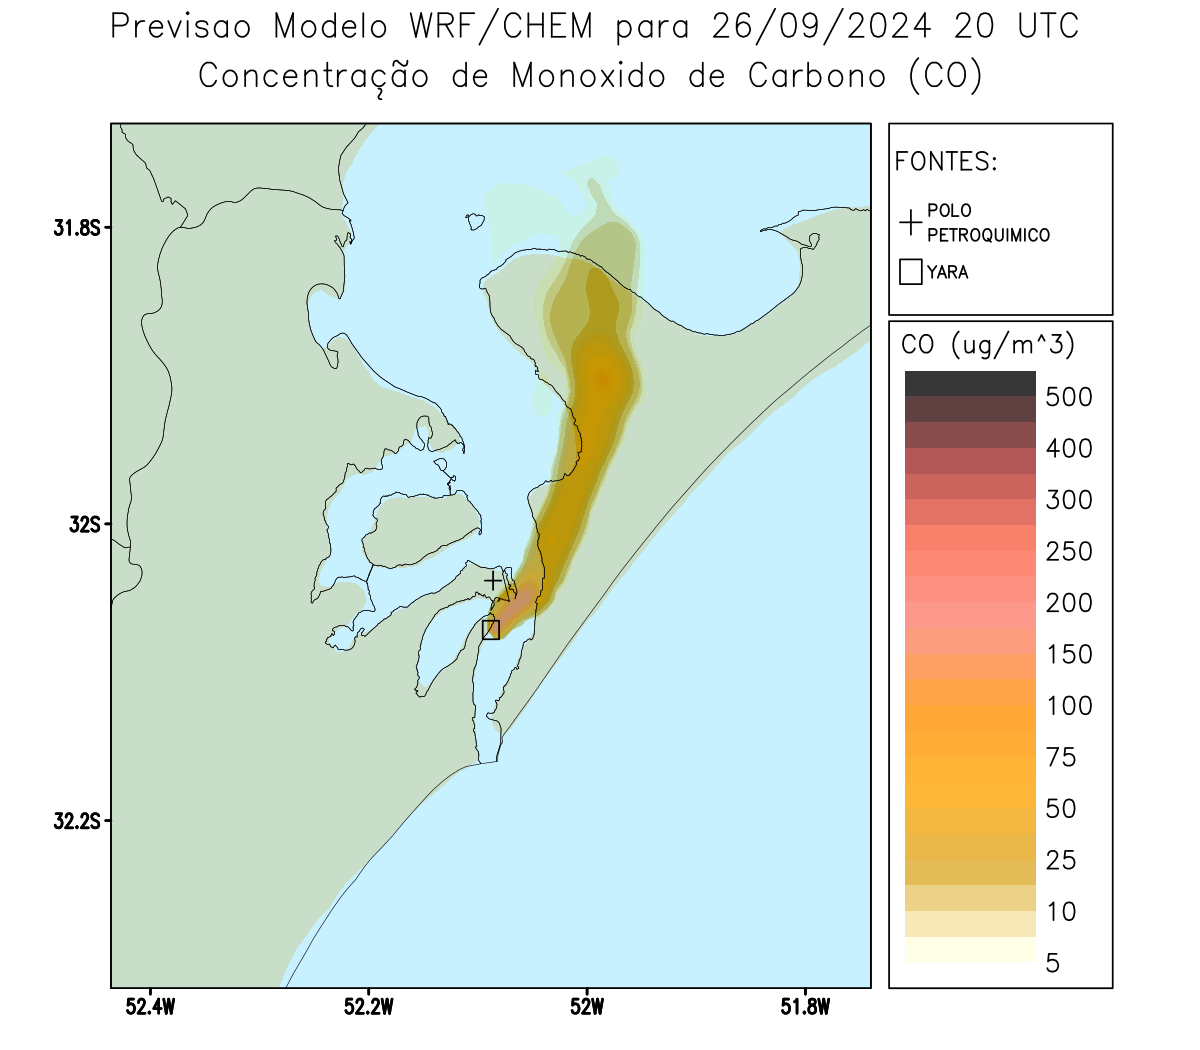 Previsao Modelo WRF/CHEM para 26/09/2024 20 UTC
Concentração de Monoxido de Carbono (CO)
FONTES:
POLO
PETROQUIMICO
YARA
CO (ug/m^3)
500
400
300
250
200
150
100
75
50
25
10
5
31.8S
32S
32.2S
52.4W
52.2W
52W
51.8W